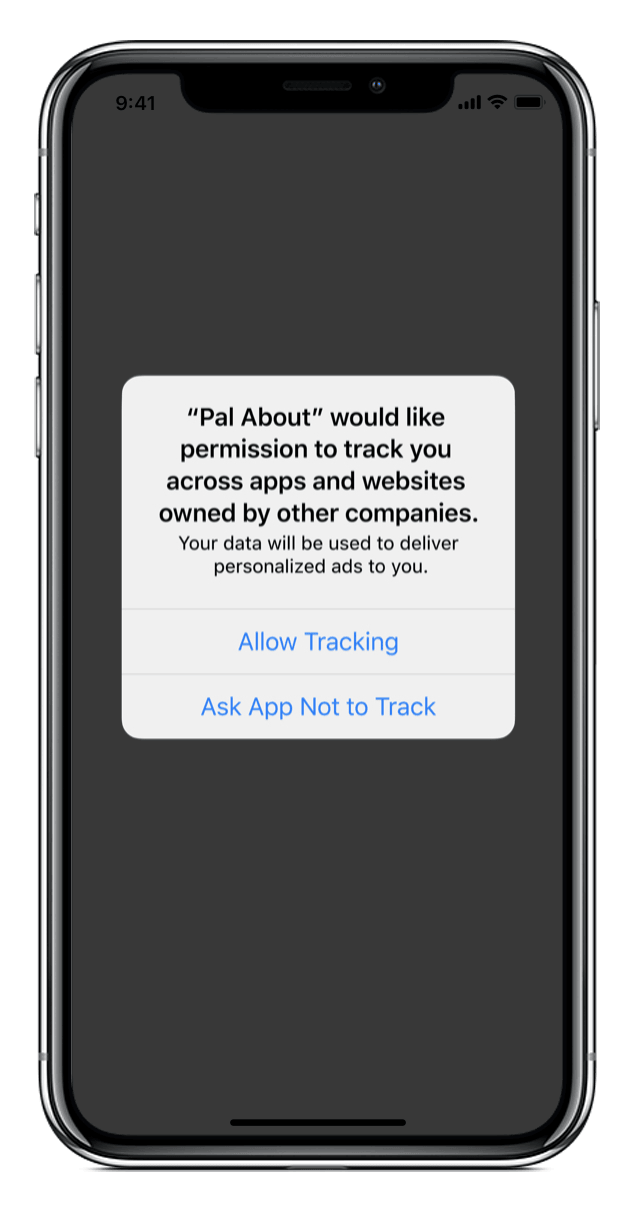 9:41
“Pal About” would like
permission to track you
across apps and websites
owned by other companies.
Your data will be used to deliver
personalized ads to you.
Allow Tracking
Ask App Not to Track